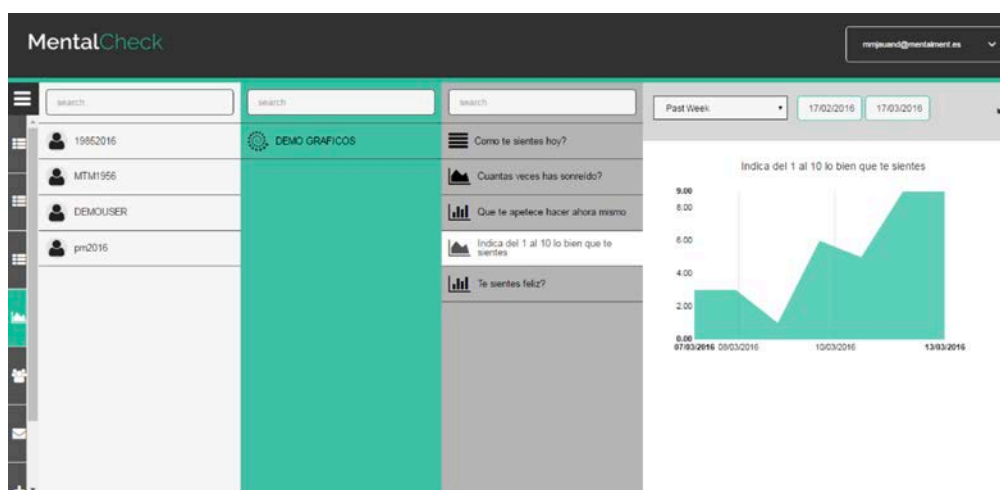 MentalCheck
mmjauand@mentalment.es
search
19852016
MTM1956
DEMOUSER
pm2016
search
DEMO GRAFICOS
search
Como te sientes hoy?
Cuantas veces has sonreído?
Que te apetece hacer ahora mismo
Indica del 1 al 10 lo bien que te
sientes
Te sientes feliz?
Past Week
17/02/2016
17/03/2016
Indica del 1 al 10 lo bien que te sientes
9.00
8.00
6.00
4.00
2.00
0.00
07/03/2016 08/03/2016 10/03/2016 13/03/2016